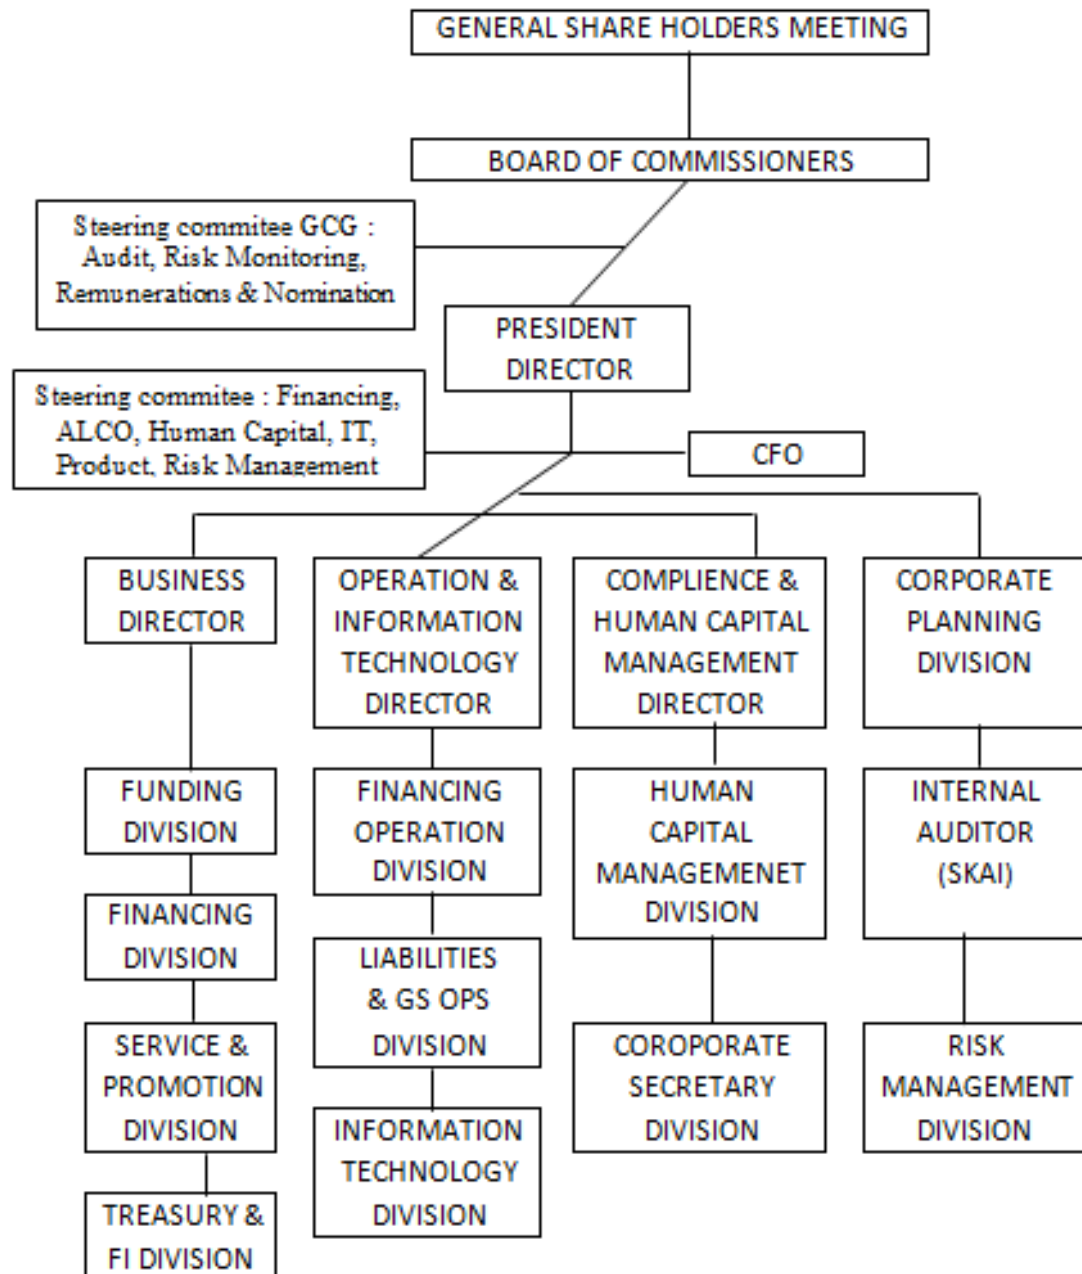 GENERAL SHARE HOLDERS MEETING
BOARD OF COMMISSIONERS
Steering commitee GCG :
Audit, Risk Monitoring,
Remunerations & Nomination
PRESIDENT
DIRECTOR
Steering commitee : Financing,
ALCO, Human Capital, IT,
Product, Risk Management
CFO
BUSINESS
DIRECTOR
OPERATION &
INFORMATION
TECHNOLOGY
DIRECTOR
COMPLIENCE &
HUMAN CAPITAL
MANAGEMENT
DIRECTOR
CORPORATE
PLANNING
DIVISION
FUNDING
DIVISION
FINANCING
OPERATION
DIVISION
HUMAN
CAPITAL
MANAGEMENET
DIVISION
INTERNAL
AUDITOR
(SKAI)
FINANCING
DIVISION
LIABILITIES
& GS OPS
DIVISION
SERVICE &
PROMOTION
DIVISION
COROPORATE
SECRETARY
DIVISION
RISK
MANAGEMENT
DIVISION
INFORMATION
TECHNOLOGY
DIVISION
TREASURY &
FI DIVISION